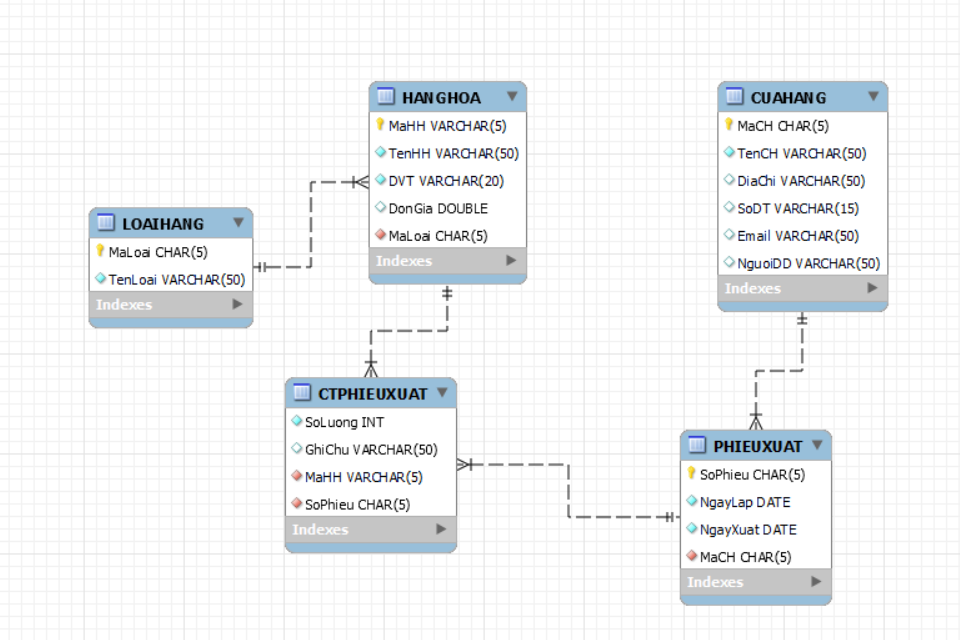 HANGHOA
MaHH VARCHAR(5)
TenHH VARCHAR(50)
DVT VARCHAR(20)
DonGia DOUBLE
MaLoai CHAR(5)
Indexes
CUAHANG
MaCH CHAR(5)
TenCH VARCHAR(50)
DiaChi VARCHAR(50)
SoDT VARCHAR(15)
Email VARCHAR(50)
NguoiDD VARCHAR(50)
Indexes
LOAIHANG
MaLoai CHAR(5)
TenLoai VARCHAR(50)
Indexes
CTPHIEUXUAT
SoLuong INT
GhiChu VARCHAR(50)
MaHH VARCHAR(5)
SoPhieu CHAR(5)
Indexes
PHIEUXUAT
SoPhieu CHAR(5)
NgayLap DATE
NgayXuat DATE
MaCH CHAR(5)
Indexes